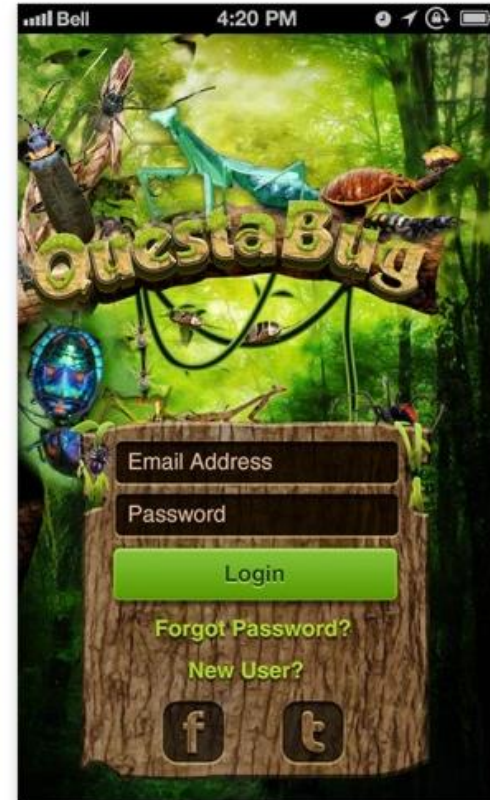 Bell 4:20 PM
QuestaBug
Email Address
Password
Login
Forgot Password?
New User?
f t